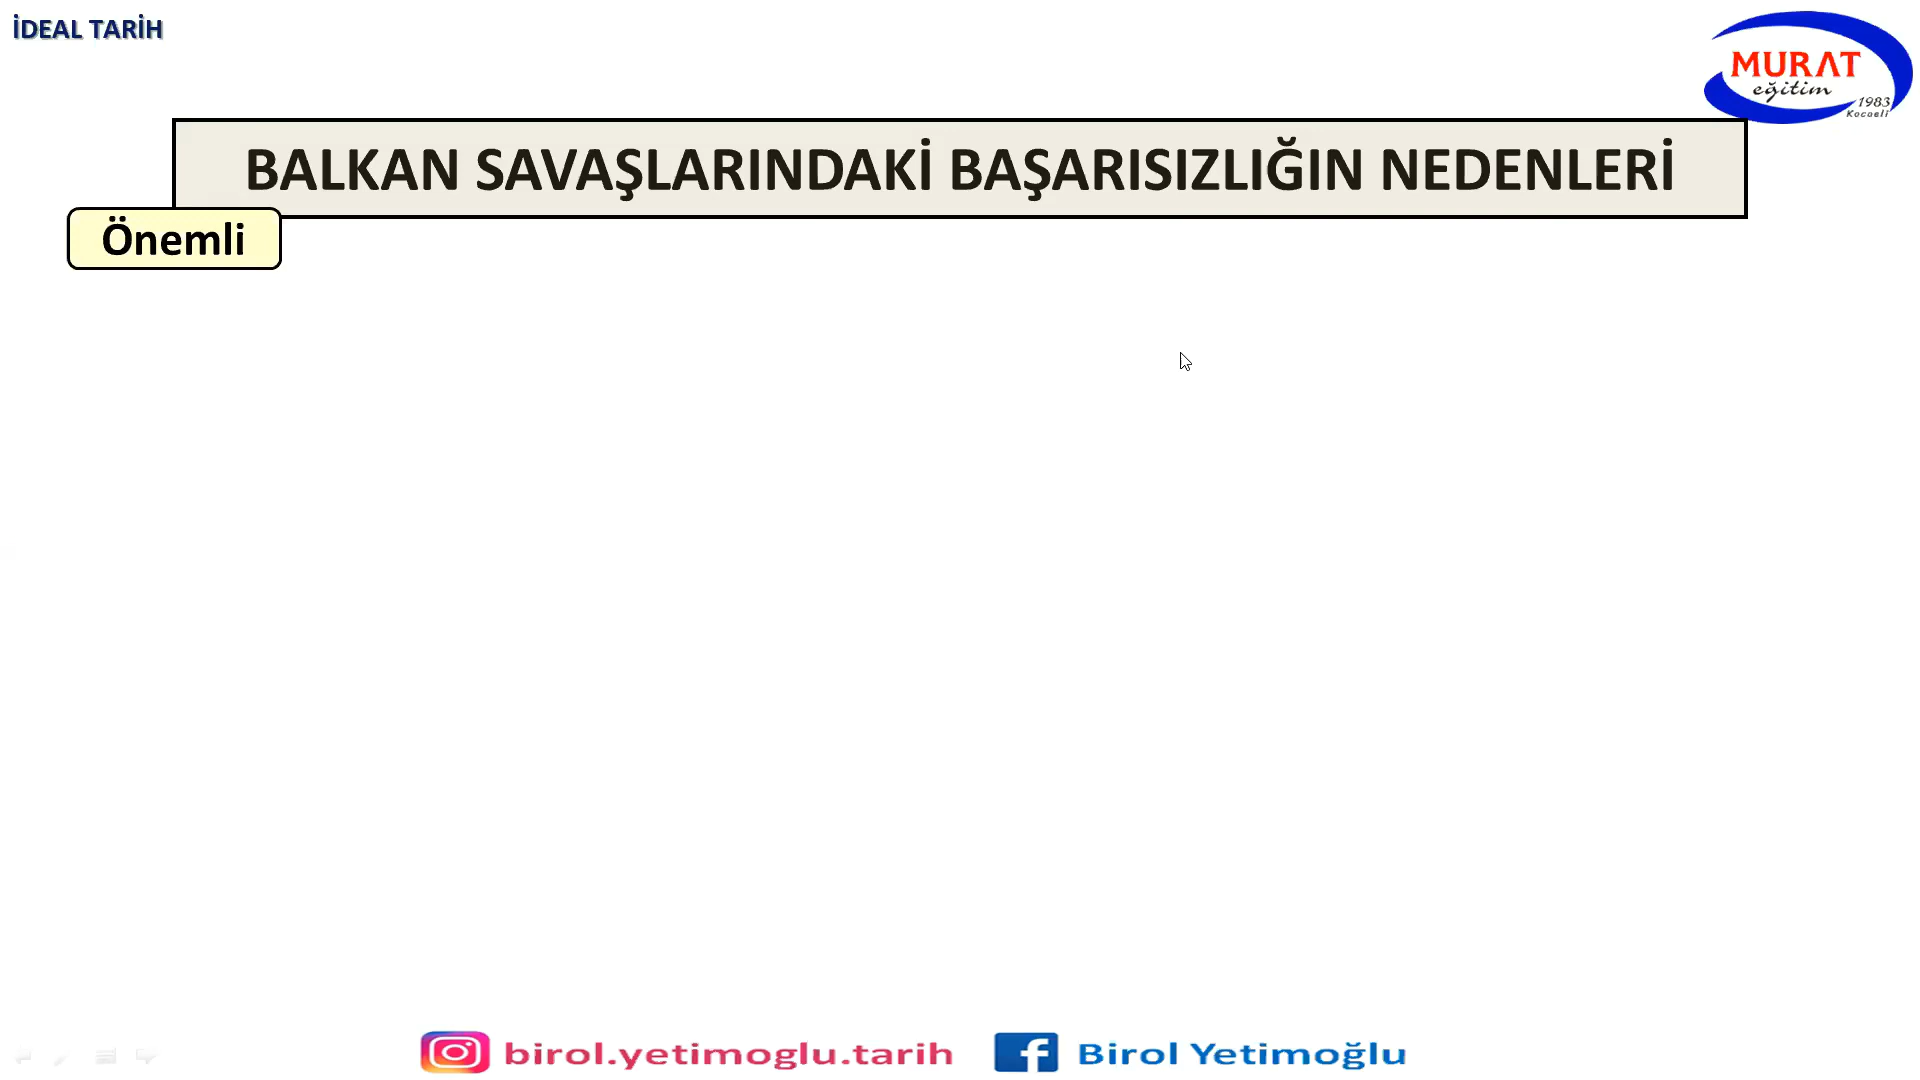 İDEAL TARİH
MURAT
eğitim
1983
Kocaeli
BALKAN SAVAŞLARINDAKİ BAŞARISIZLIĞIN NEDENLERİ
Önemli
birol.yetimoglu.tarih
Birol Yetimoğlu